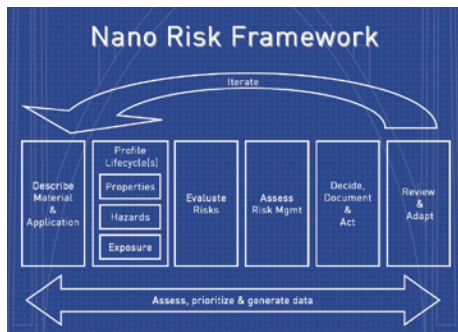 Nano Risk Framework
Iterate
Describe
Material
&
Application
Profile
Lifecycle(s)
Properties
Hazards
Exposure
Evaluate
Risks
Assess
Risk Mgmt
Decide,
Document
&
Act
Review
&
Adapt
Assess, prioritize & generate data